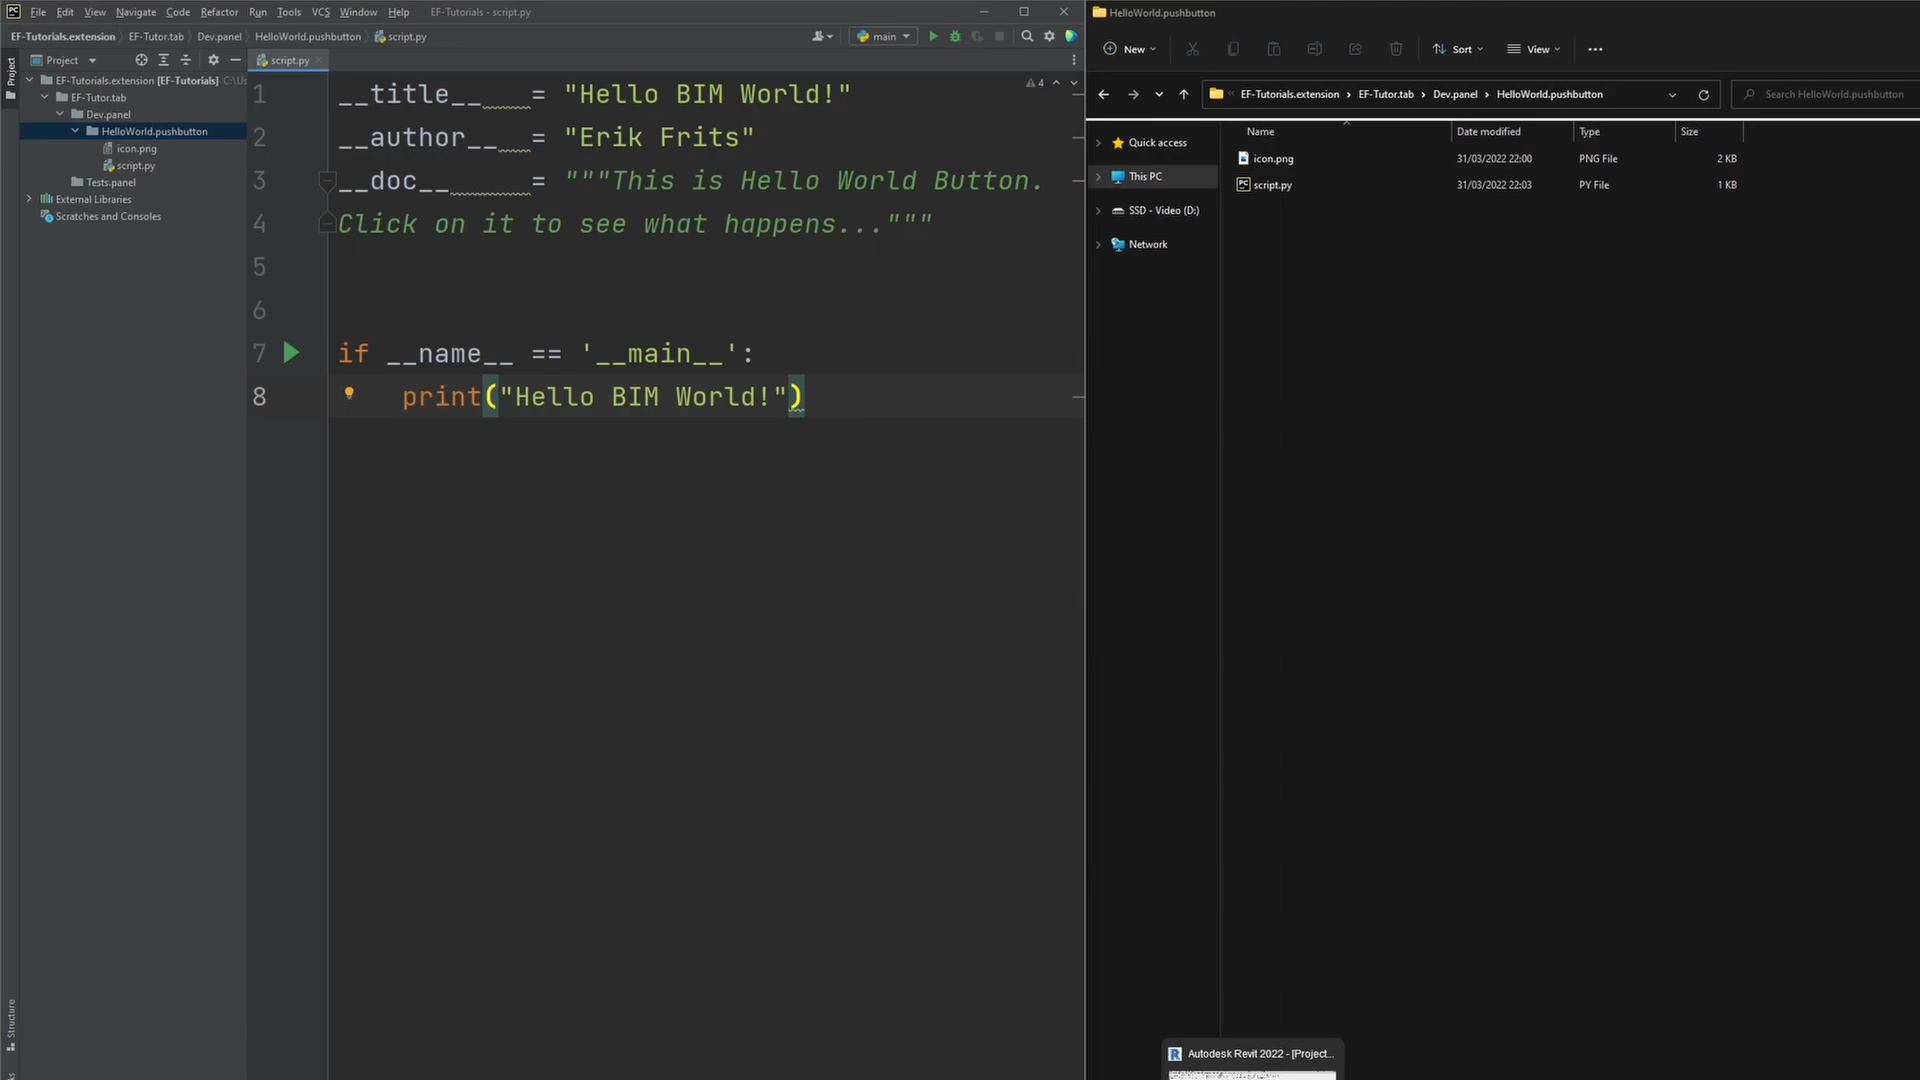 File Edit View Navigate Code Refactor Run Tools VCS Window Help EF-Tutorials - script.py
EF-Tutorials.extension EF-Tutor.tab Dev.panel HelloWorld.pushbutton script.py
main
Project
script.py
Project
EF-Tutorials.extension [EF-Tutorials] C:\Us
EF-Tutor.tab
Dev.panel
HelloWorld.pushbutton
icon.png
script.py
Tests.panel
External Libraries
Scratches and Consoles
Structure
4
1 __title__ = "Hello BIM World!"
2 __author__ = "Erik Frits"
3 __doc__ = """This is Hello World Button.
4 Click on it to see what happens..."""
5
6
7 if __name__ == '__main__':
8 print("Hello BIM World!")
HelloWorld.pushbutton
New Sort View
EF-Tutorials.extension EF-Tutor.tab Dev.panel HelloWorld.pushbutton
Search HelloWorld.pushbutton
Quick access
This PC
SSD - Video (D:)
Network
Name Date modified Type Size
icon.png 31/03/2022 22:00 PNG File 2 KB
script.py 31/03/2022 22:03 PY File 1 KB
Autodesk Revit 2022 - [Project...